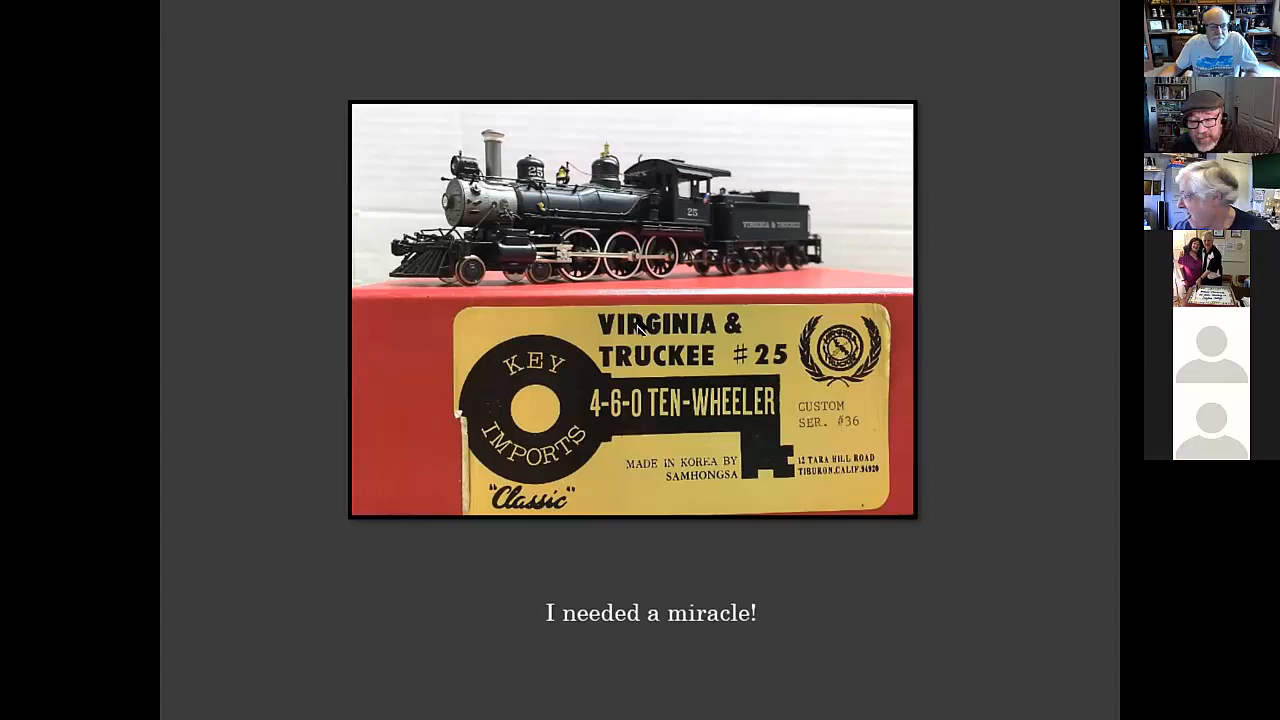 25
25
VIRGINIA & TRUCKEE
VIRGINIA &
TRUCKEE #25
KEY
IMPORTS
4-6-0 TEN-WHEELER
CUSTOM
SER. #36
MADE IN KOREA BY
SAMHONGSA
12 TARA HILL ROAD
TIBURON, CALIF. 94920
"Classic"
I needed a miracle!